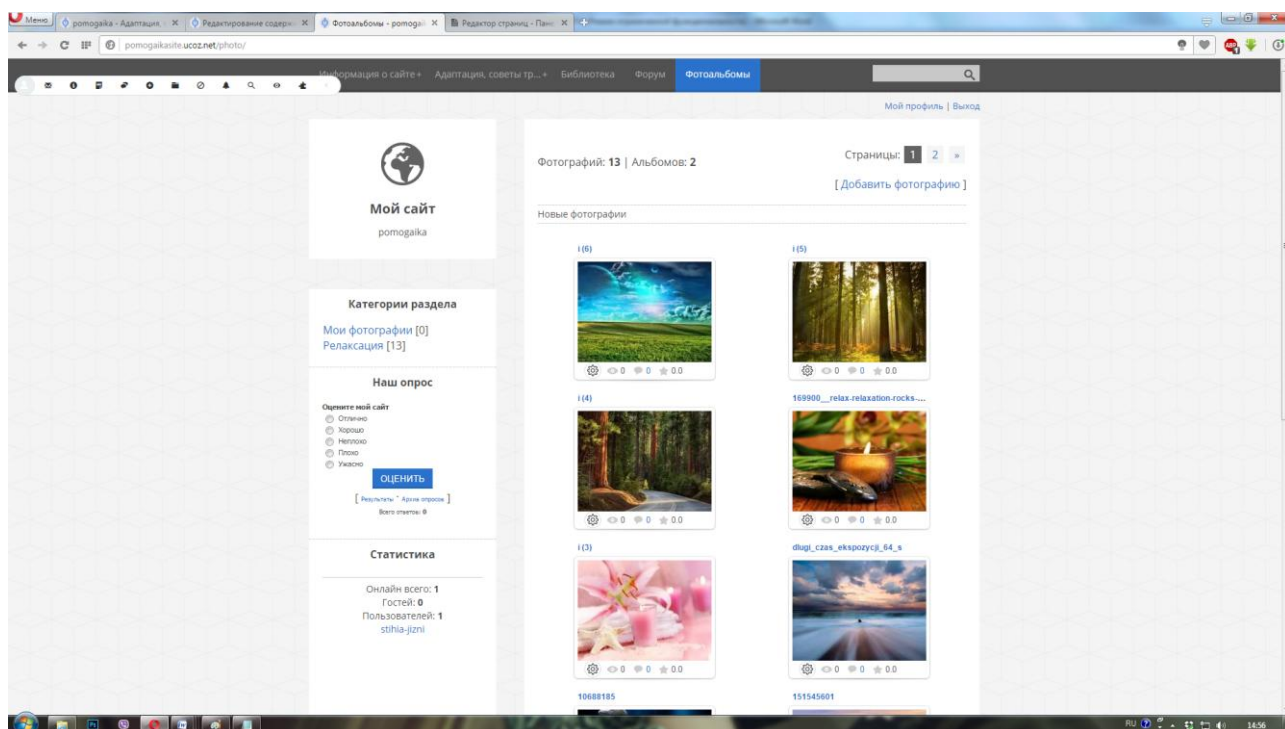 Меню
pomogaika - Адаптация,
Редактирование содерж
Фотоальбомы - pomogai
Редактор страниц - Пане
pomogaikasite.ucoz.net/photo/
Информация о сайте Адаптация, советы тр... Библиотека Форум Фотоальбомы
Мой профиль | Выход
Мой сайт
pomogaika
Категории раздела
Мои фотографии [0]
Релаксация [13]
Наш опрос
Оцените мой сайт
Отлично
Хорошо
Неплохо
Плохо
Ужасно
ОЦЕНИТЬ
[ Результаты · Архив опросов ]
Всего ответов: 0
Статистика
Онлайн всего: 1
Гостей: 0
Пользователей: 1
stihia-jizni
Фотографий: 13 | Альбомов: 2
Страницы: 1 2 »
[ Добавить фотографию ]
Новые фотографии
i (6)
0 0 0.0
i (5)
0 0 0.0
i (4)
0 0 0.0
169900__relax-relaxation-rocks-...
0 0 0.0
i (3)
0 0 0.0
dlugi_czas_ekspozycji_64_s
0 0 0.0
10688185
151545601
RU 14:56